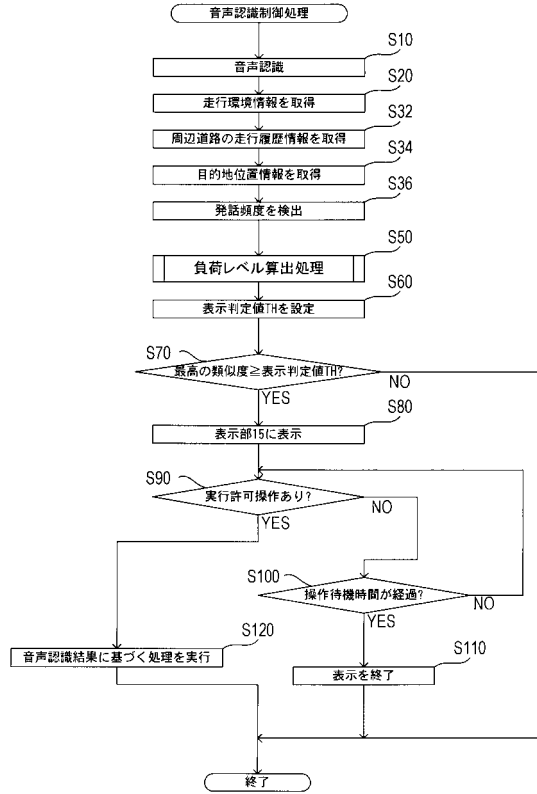 音声認識制御処理
S10
音声認識
S20
走行環境情報を取得
S32
周辺道路の走行履歴情報を取得
S34
目的地位置情報を取得
S36
発話頻度を検出
S50
負荷レベル算出処理
S60
表示判定値THを設定
S70
最高の類似度≧表示判定値TH?
NO
YES
S80
表示部15に表示
S90
実行許可操作あり?
NO
YES
S100
操作待機時間が経過?
NO
YES
S120
音声認識結果に基づく処理を実行
S110
表示を終了
終了